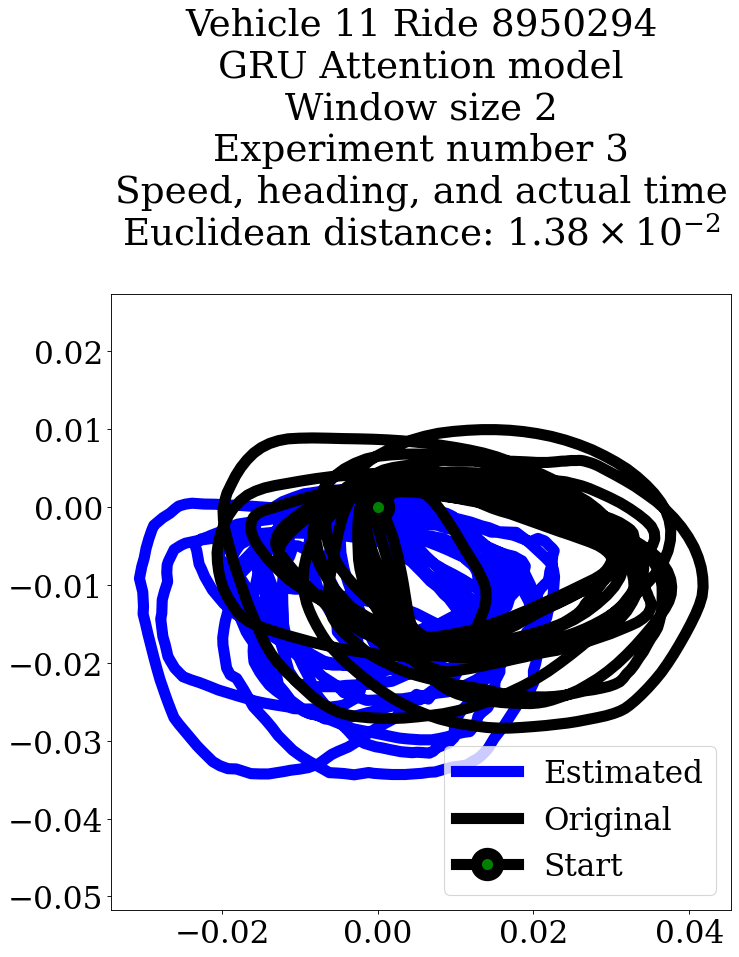 Vehicle 11 Ride 8950294
GRU Attention model
Window size 2
Experiment number 3
Speed, heading, and actual time
Euclidean distance: 1.38 × 10⁻²
0.02
0.01
0.00
−0.01
−0.02
−0.03
−0.04
−0.05
Estimated
Original
Start
−0.02 0.00 0.02 0.04